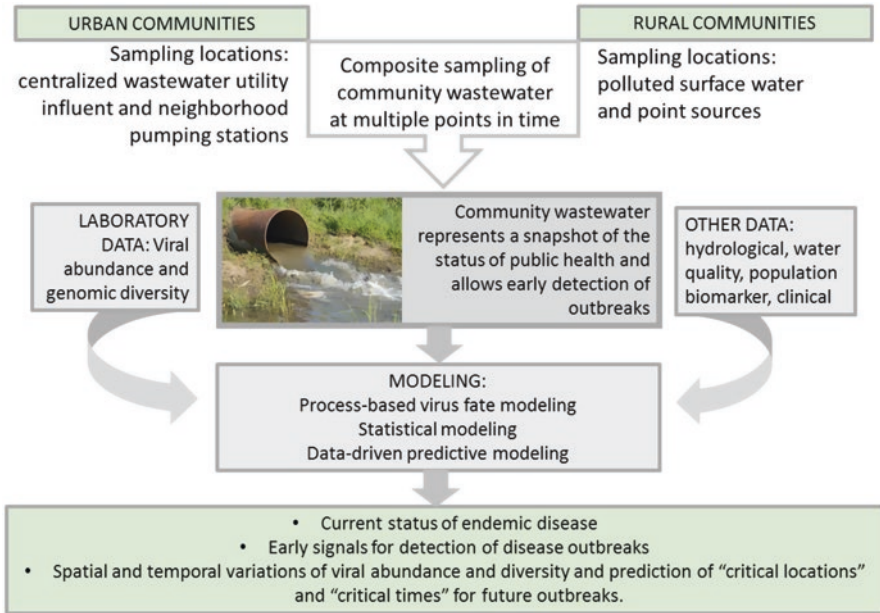 URBAN COMMUNITIES
Sampling locations:
centralized wastewater utility
influent and neighborhood
pumping stations
Composite sampling of
community wastewater
at multiple points in time
RURAL COMMUNITIES
Sampling locations:
polluted surface water
and point sources
LABORATORY
DATA: Viral
abundance and
genomic diversity
Community wastewater
represents a snapshot of the
status of public health and
allows early detection of
outbreaks
OTHER DATA:
hydrological, water
quality, population
biomarker, clinical
MODELING:
Process-based virus fate modeling
Statistical modeling
Data-driven predictive modeling
• Current status of endemic disease
• Early signals for detection of disease outbreaks
• Spatial and temporal variations of viral abundance and diversity and prediction of “critical locations”
and “critical times” for future outbreaks.